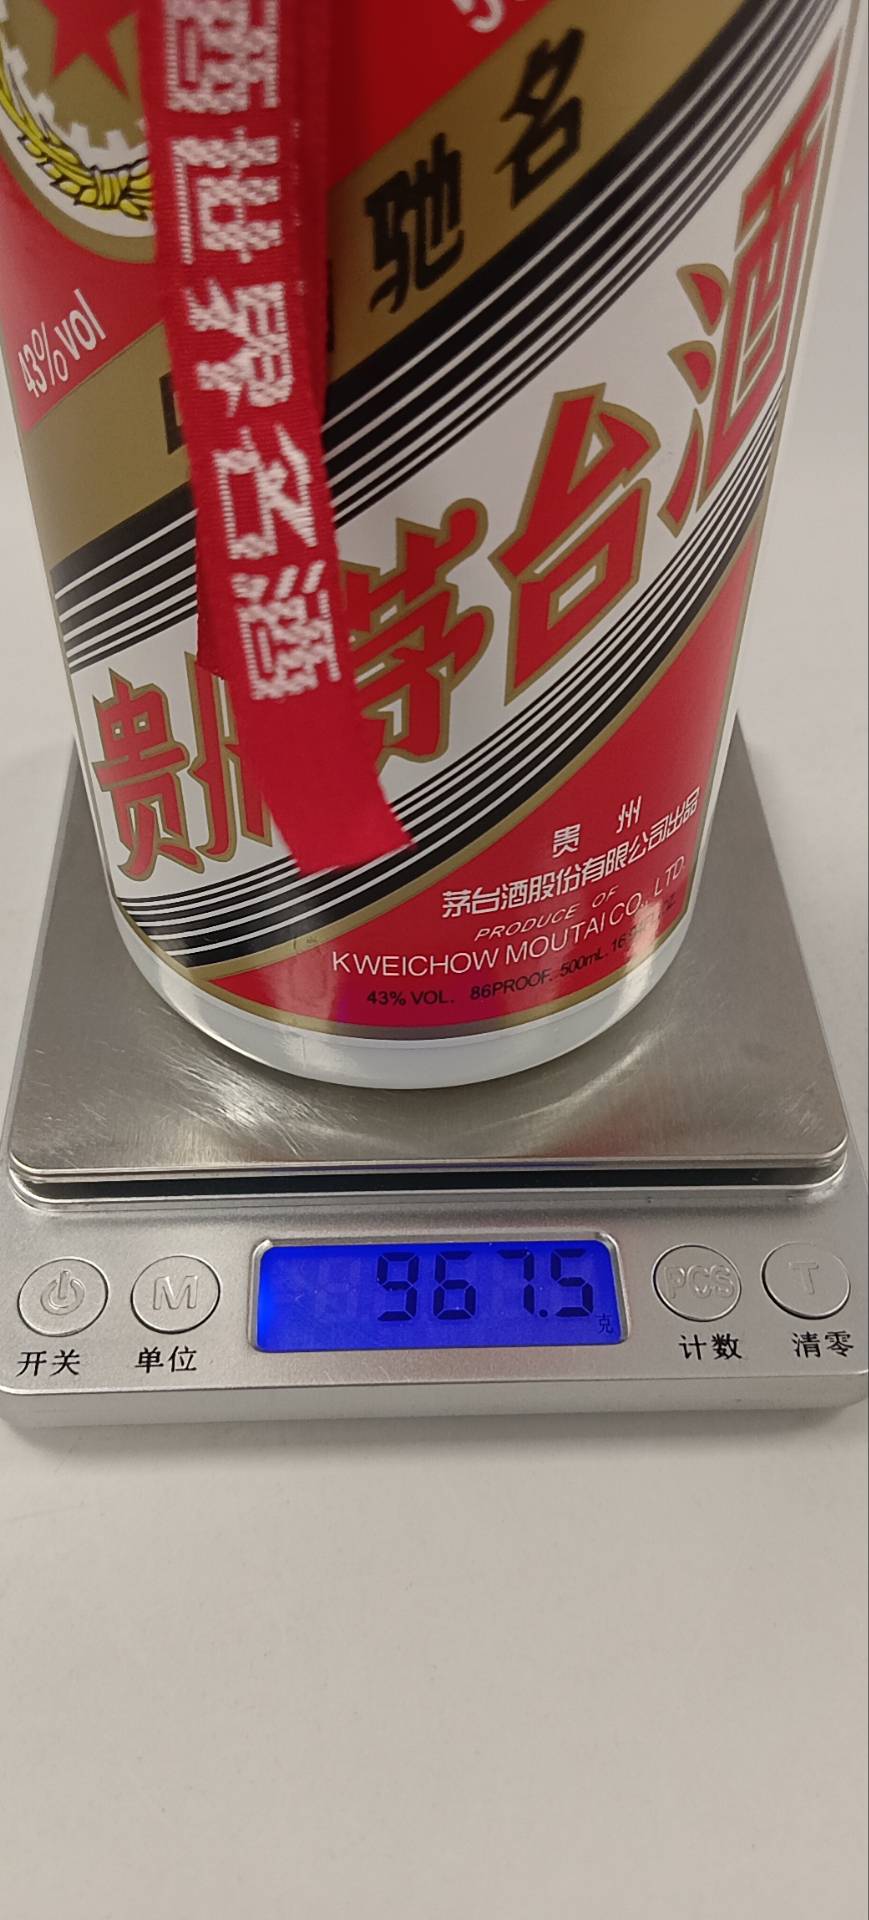 酒世界名酒
驰名
43%vol
贵州茅台酒
贵州
茅台酒股份有限公司出品
PRODUCE OF
KWEICHOW MOUTAI CO., LTD.
43% VOL. 86PROOF. 500mL.
967.5
克
M
PCS
T
开关
单位
计数
清零